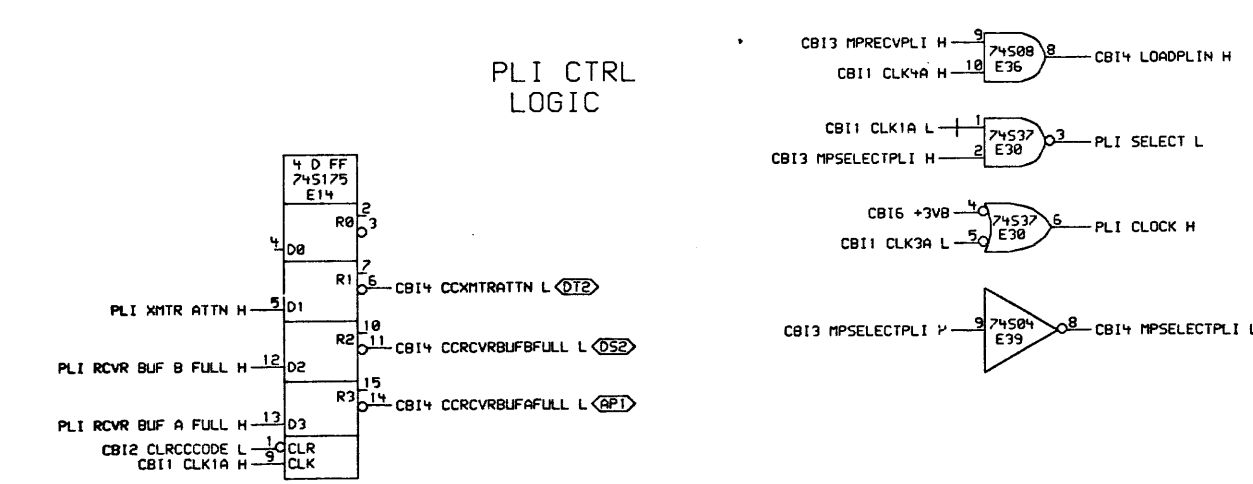 PLI CTRL
LOGIC
4 D FF
74S175
E14
4 D0
R0 2
3
PLI XMTR ATTN H 5 D1
R1 7
6 CBI4 CCXMTRATTN L DT2
PLI RCVR BUF B FULL H 12 D2
R2 10
11 CBI4 CCRCVRBUFBFULL L DS2
PLI RCVR BUF A FULL H 13 D3
R3 15
14 CBI4 CCRCVRBUFAFULL L AP1
CBI2 CLRCCCODE L 1 CLR
CBI1 CLK1A H 9 CLK
CBI3 MPRECVPLI H 9
CBI1 CLK4A H 10
74S08
E36
8 CBI4 LOADPLIN H
CBI1 CLK1A L 1
CBI3 MPSELECTPLI H 2
74S37
E30
3 PLI SELECT L
CBI6 +3VB 4
CBI1 CLK3A L 5
74S37
E30
6 PLI CLOCK H
CBI3 MPSELECTPLI 9
74S04
E39
8 CBI4 MPSELECTPLI L